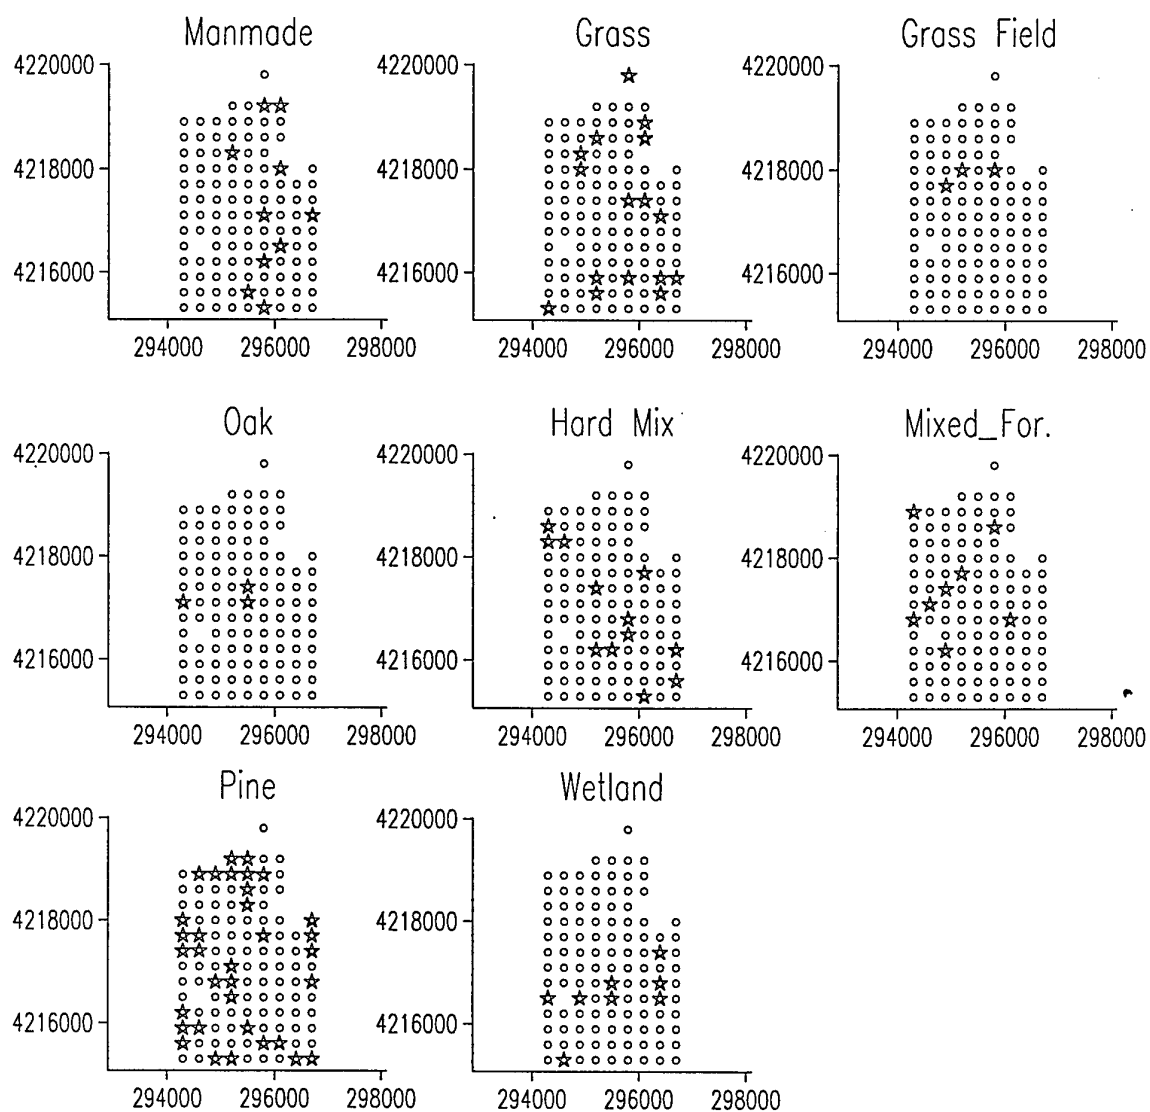 Manmade Grass Grass Field
4220000 4220000 4220000
4218000 4218000 4218000
4216000 4216000 4216000
294000 296000 298000 294000 296000 298000 294000 296000 298000
Oak Hard Mix Mixed_For.
4220000 4220000 4220000
4218000 4218000 4218000
4216000 4216000 4216000
294000 296000 298000 294000 296000 298000 294000 296000 298000
Pine Wetland
4220000 4220000
4218000 4218000
4216000 4216000
294000 296000 298000 294000 296000 298000